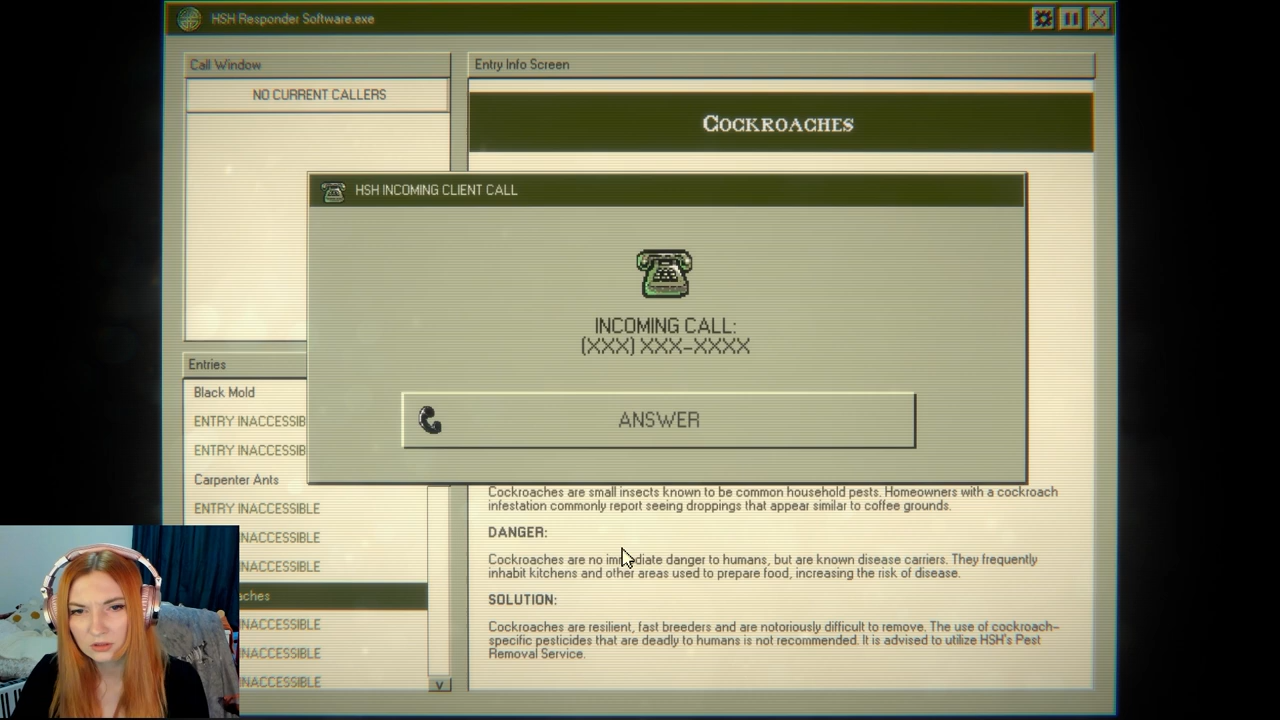 HSH Responder Software.exe
Call Window
NO CURRENT CALLERS
Entry Info Screen
COCKROACHES
HSH INCOMING CLIENT CALL
INCOMING CALL:
(XXX) XXX-XXXX
ANSWER
Entries
Black Mold
ENTRY INACCESSIB
ENTRY INACCESSIB
Carpenter Ants
ENTRY INACCESSIBLE
NACCESSIBLE
NACCESSIBLE
aches
NACCESSIBLE
NACCESSIBLE
NACCESSIBLE
Cockroaches are small insects known to be common household pests. Homeowners with a cockroach
infestation commonly report seeing droppings that appear similar to coffee grounds.
DANGER:
Cockroaches are no immediate danger to humans, but are known disease carriers. They frequently
inhabit kitchens and other areas used to prepare food, increasing the risk of disease.
SOLUTION:
Cockroaches are resilient, fast breeders and are notoriously difficult to remove. The use of cockroach-
specific pesticides that are deadly to humans is not recommended. It is advised to utilize HSH's Pest
Removal Service.